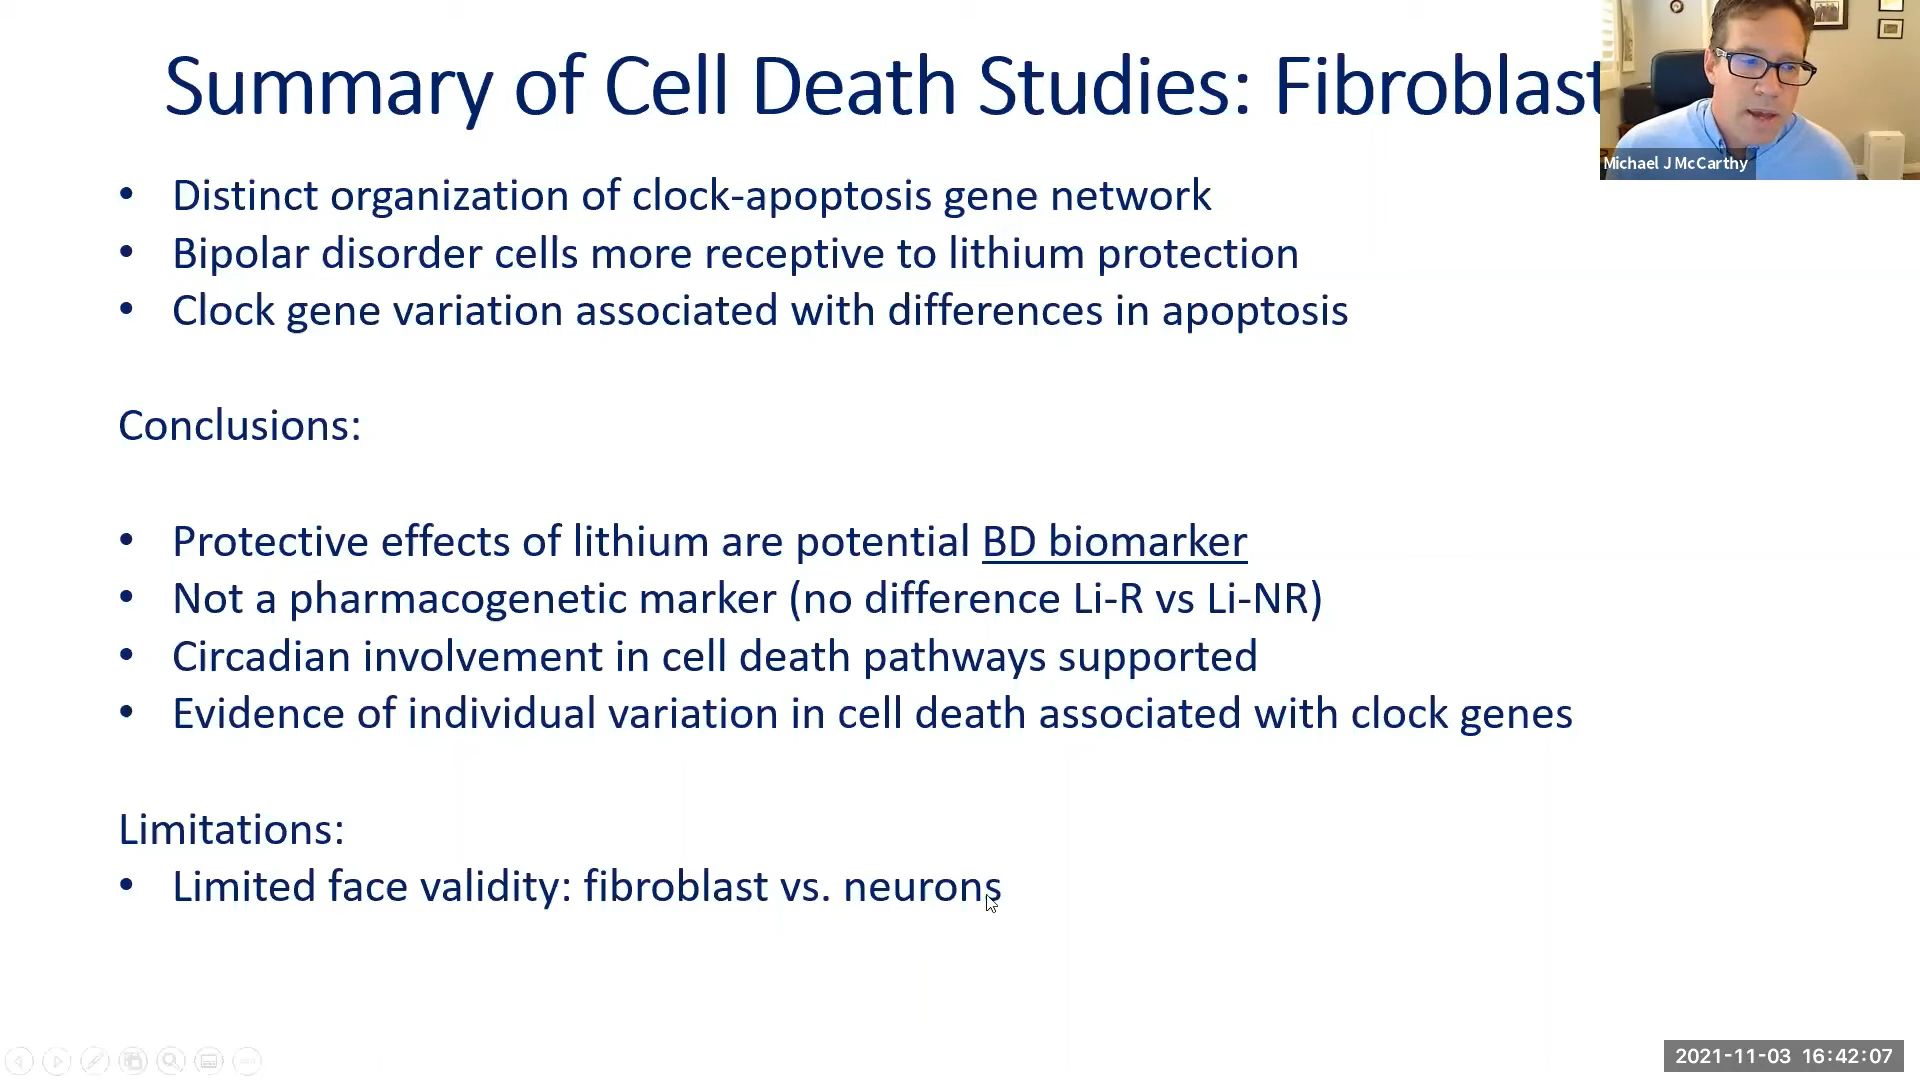 Summary of Cell Death Studies: Fibroblast
Michael J McCarthy
• Distinct organization of clock-apoptosis gene network
• Bipolar disorder cells more receptive to lithium protection
• Clock gene variation associated with differences in apoptosis
Conclusions:
• Protective effects of lithium are potential BD biomarker
• Not a pharmacogenetic marker (no difference Li-R vs Li-NR)
• Circadian involvement in cell death pathways supported
• Evidence of individual variation in cell death associated with clock genes
Limitations:
• Limited face validity: fibroblast vs. neurons
2021-11-03 16:42:07